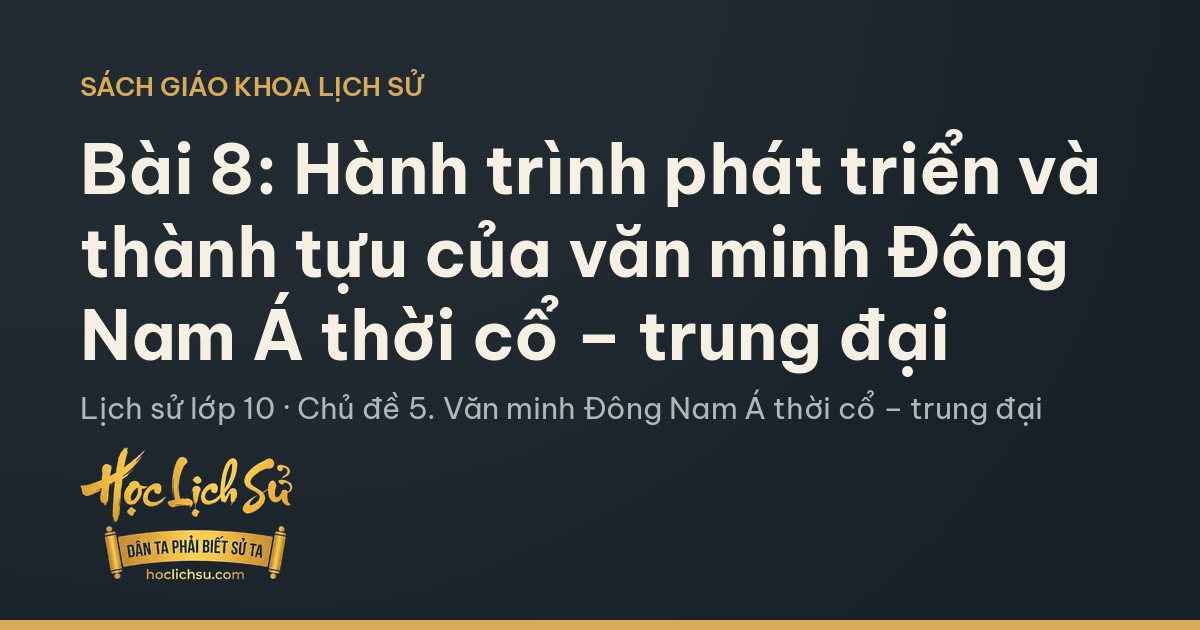 SÁCH GIÁO KHOA LỊCH SỬ
Bài 8: Hành trình phát triển và
thành tựu của văn minh Đông
Nam Á thời cổ – trung đại
Lịch sử lớp 10 · Chủ đề 5. Văn minh Đông Nam Á thời cổ – trung đại
Học Lịch Sử
DÂN TA PHẢI BIẾT SỬ TA
hoclichsu.com